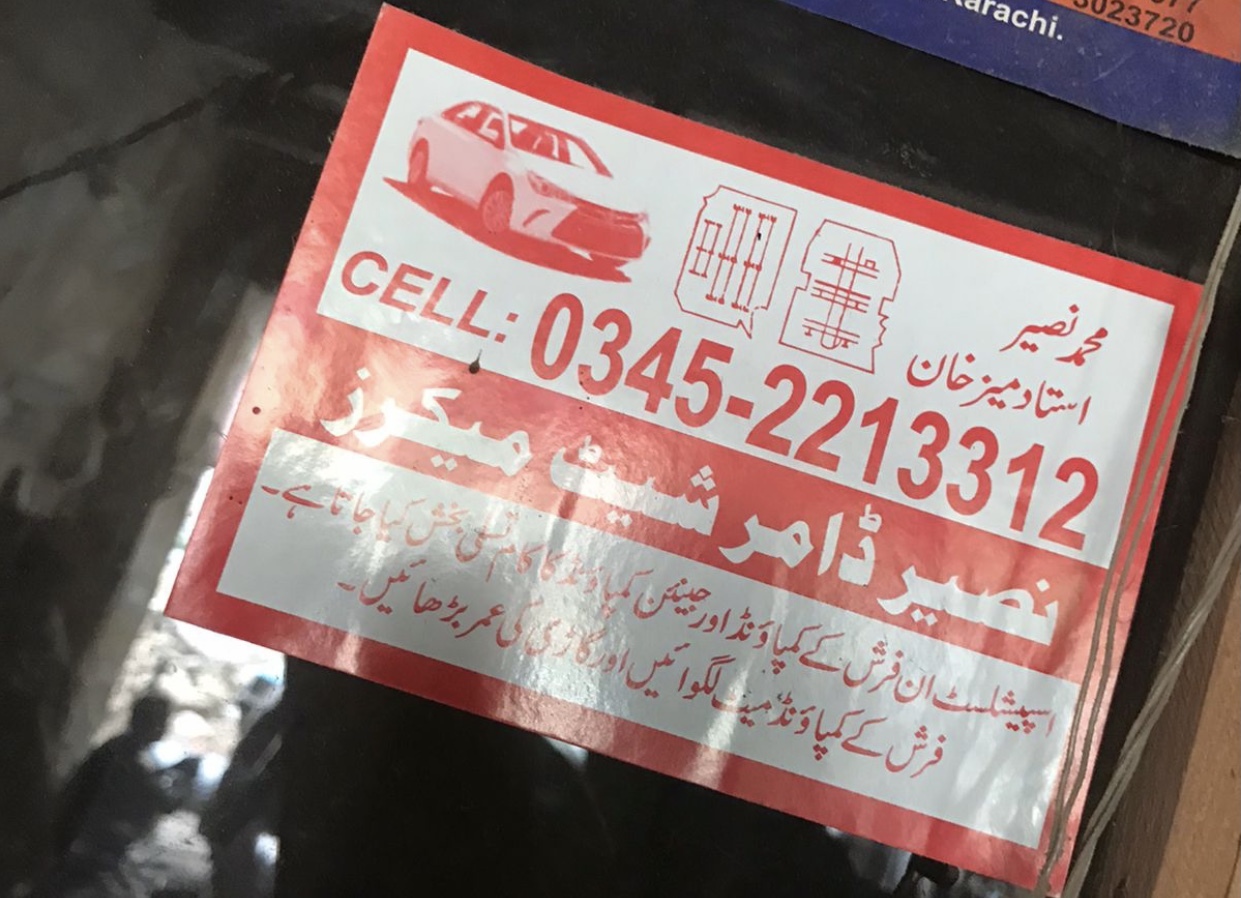 3023720
Karachi.
محمد نصیر
استاد میز خان
CELL: 0345-2213312
نصیر ڈامر شیٹ میکرز
اسپیشلسٹ ان فرش کے کمپاؤنڈ اور جینئن کمپاؤنڈ کا کام تسلی بخش کیا جاتا ہے۔
فرش کے کمپاؤنڈ میٹ لگوائیں اور گاڑی کی عمر بڑھائیں۔